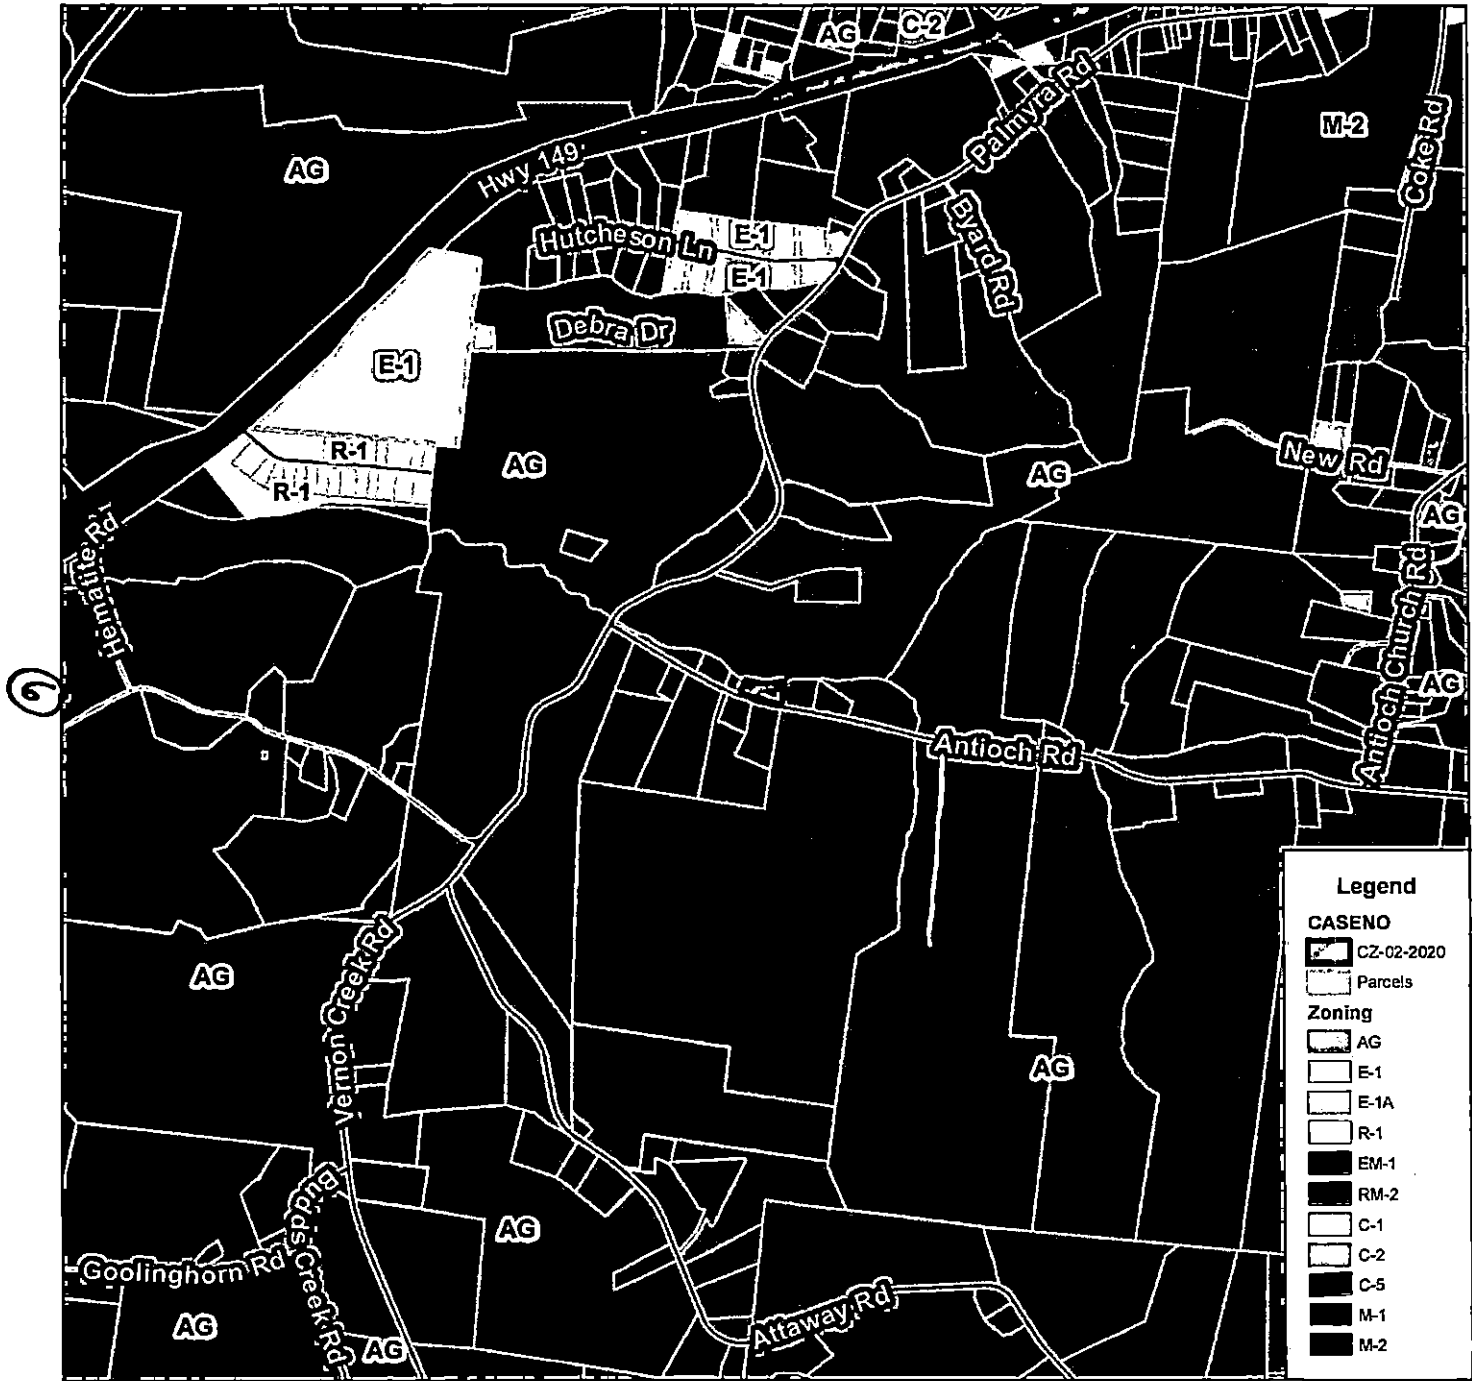 AG
C-2
Palmyra Rd
M-2
Coke Rd
AG
Hwy 149
Byard Rd
Hutcheson Ln
E-1
E-1
Debra Dr
E-1
R-1
AG
R-1
AG
New Rd
AG
Hematite Rd
Antioch Church Rd
6
AG
Antioch Rd
AG
Vernon Creek Rd
AG
Budds Creek Rd
AG
Goolinghorn Rd
AG
AG
Attaway Rd
Legend
CASENO
CZ-02-2020
Parcels
Zoning
AG
E-1
E-1A
R-1
EM-1
RM-2
C-1
C-2
C-5
M-1
M-2